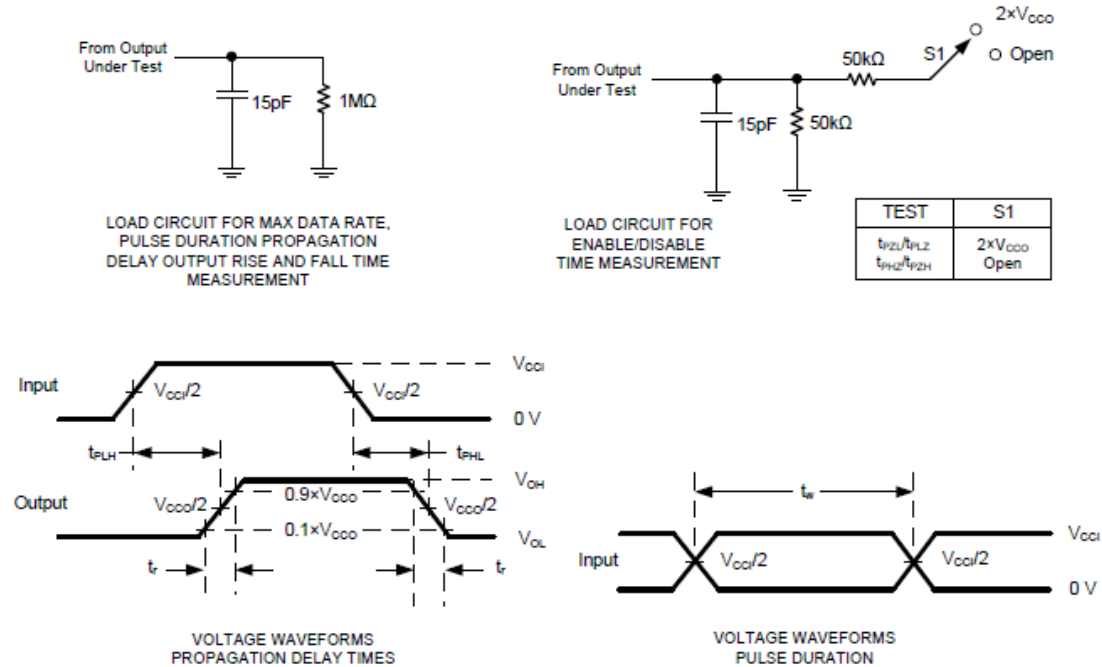 From Output
Under Test
15pF
1MΩ
LOAD CIRCUIT FOR MAX DATA RATE,
PULSE DURATION PROPAGATION
DELAY OUTPUT RISE AND FALL TIME
MEASUREMENT
2×VCCO
S1
Open
50kΩ
From Output
Under Test
15pF
50kΩ
LOAD CIRCUIT FOR
ENABLE/DISABLE
TIME MEASUREMENT
TEST S1
tPZL/tPLZ 2×VCCO
tPHZ/tPZH Open
Input
VCCI/2
VCCI/2
VCCI
0 V
tPLH
tPHL
Output
VCCO/2
0.9×VCCO
0.1×VCCO
VCCO/2
VOH
VOL
tr
tr
VOLTAGE WAVEFORMS
PROPAGATION DELAY TIMES
tw
Input
VCCI/2
VCCI/2
VCCI
0 V
VOLTAGE WAVEFORMS
PULSE DURATION